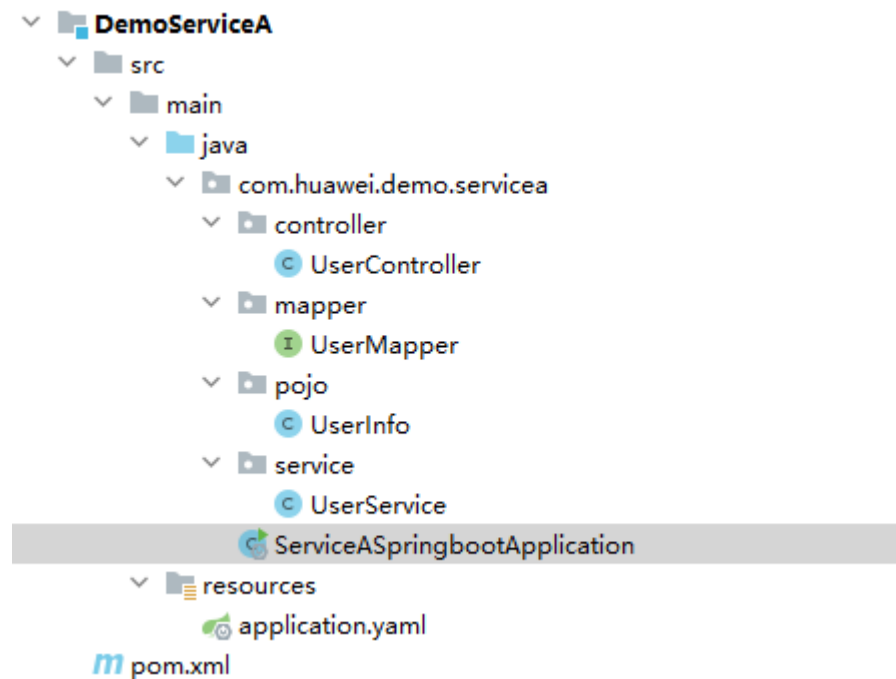 DemoServiceA
src
main
java
com.huawei.demo.servicea
controller
C UserController
mapper
I UserMapper
pojo
C UserInfo
service
C UserService
C ServiceASpringbootApplication
resources
application.yaml
m pom.xml